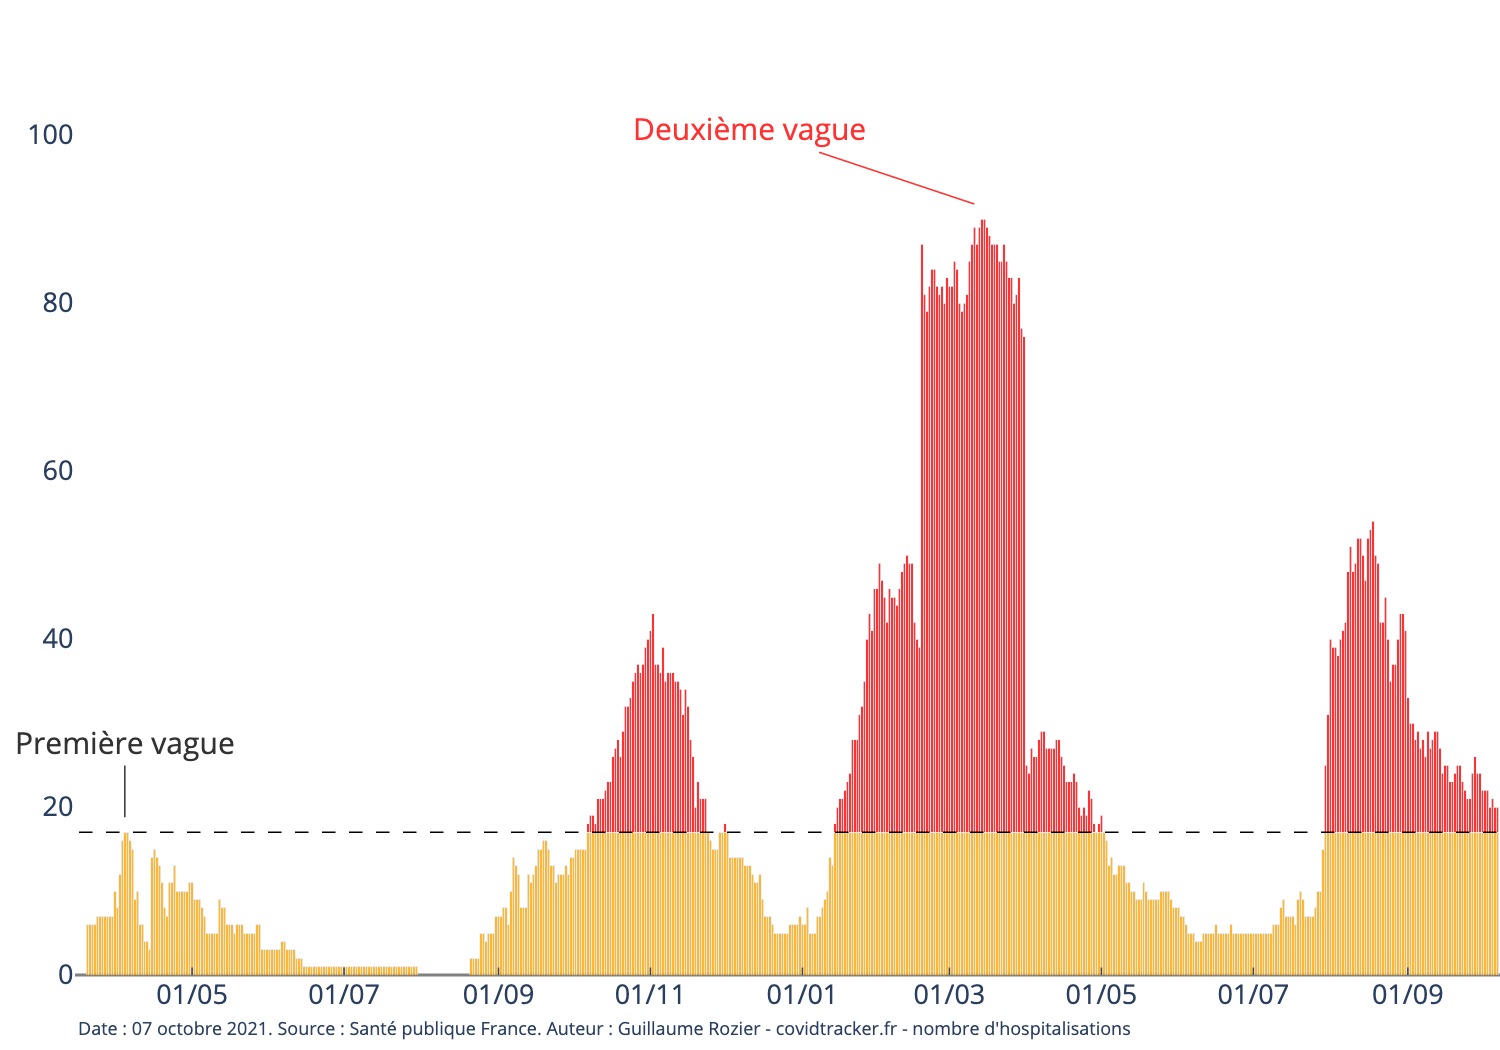 Deuxième vague
100
80
60
40
Première vague
20
0
01/05 01/07 01/09 01/11 01/01 01/03 01/05 01/07 01/09
Date : 07 octobre 2021. Source : Santé publique France. Auteur : Guillaume Rozier - covidtracker.fr - nombre d'hospitalisations